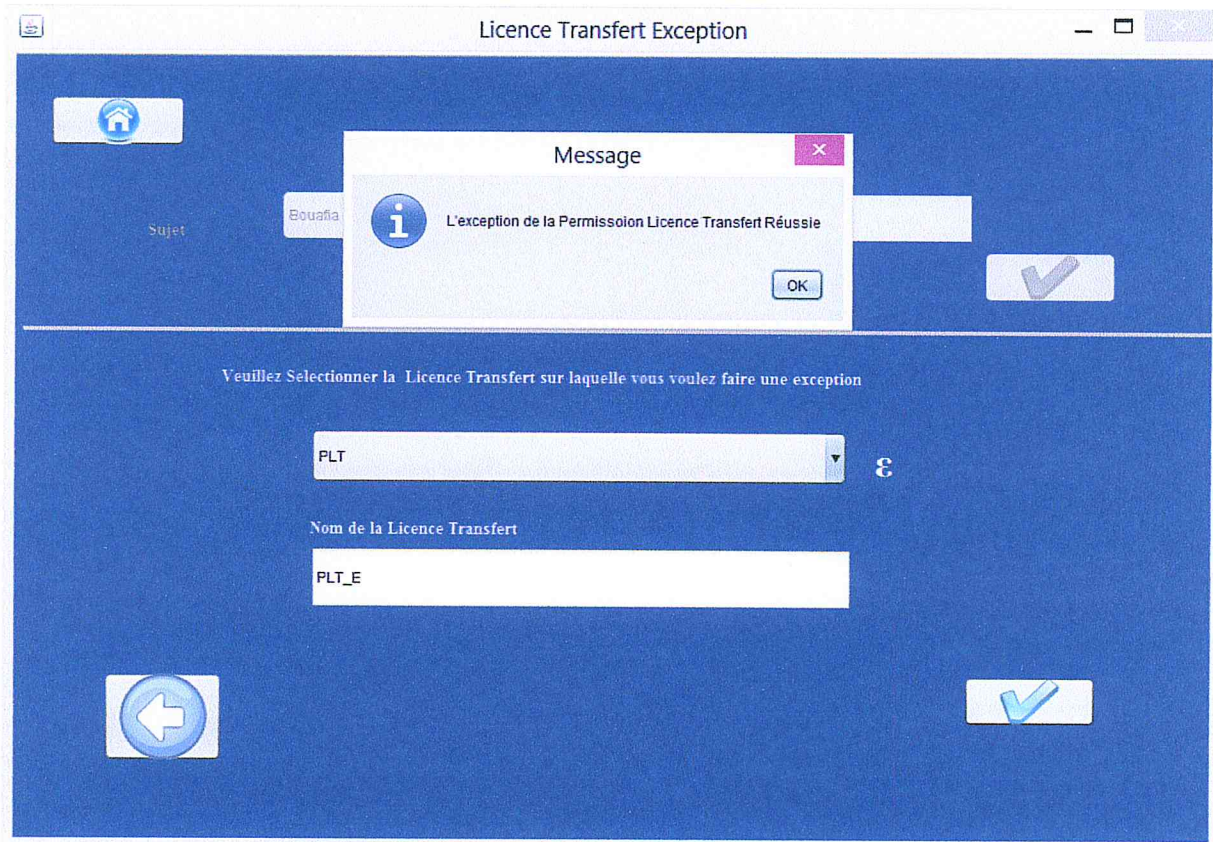 Licence Transfert Exception
Message
Sujet
Bouafia
L'exception de la Permissoion Licence Transfert Réussie
OK
Veuillez Selectionner la Licence Transfert sur laquelle vous voulez faire une exception
PLT
ε
Nom de la Licence Transfert
PLT_E